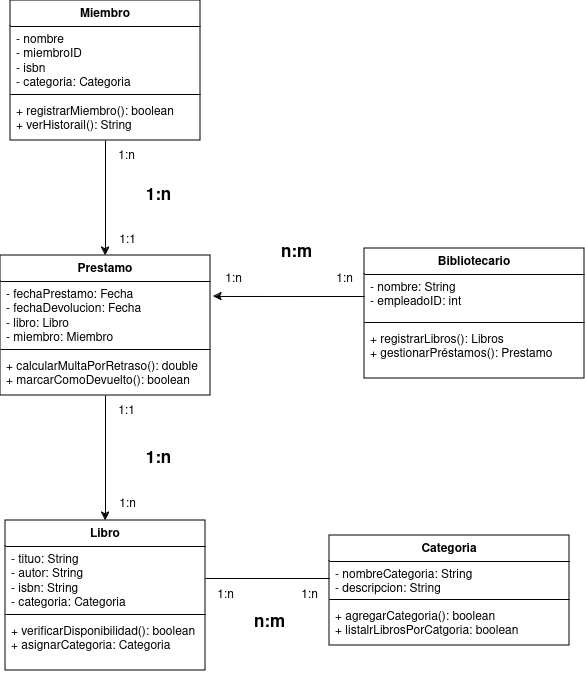 Miembro
- nombre
- miembroID
- isbn
- categoria: Categoria
+ registrarMiembro(): boolean
+ verHistorail(): String
1:n
1:n
1:1
Prestamo
- fechaPrestamo: Fecha
- fechaDevolucion: Fecha
- libro: Libro
- miembro: Miembro
+ calcularMultaPorRetraso(): double
+ marcarComoDevuelto(): boolean
n:m
1:n
1:n
Bibliotecario
- nombre: String
- empleadoID: int
+ registrarLibros(): Libros
+ gestionarPréstamos(): Prestamo
1:1
1:n
1:n
Libro
- tituo: String
- autor: String
- isbn: String
- categoria: Categoria
+ verificarDisponibilidad(): boolean
+ asignarCategoria: Categoria
1:n
1:n
n:m
Categoria
- nombreCategoria: String
- descripcion: String
+ agregarCategoria(): boolean
+ listalrLibrosPorCatgoria: boolean